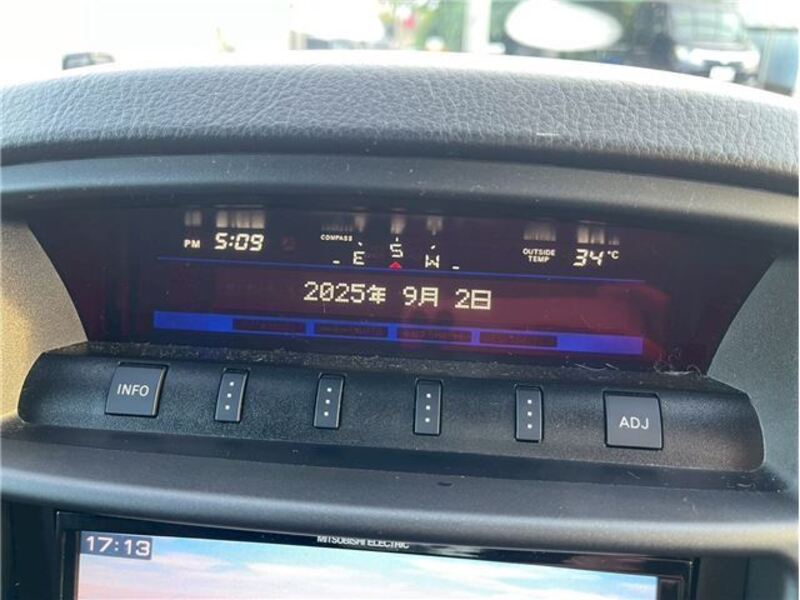 PM 5:09
COMPASS
E S W
OUTSIDE TEMP 34°C
2025年 9月 2日
INFO
ADJ
MITSUBISHI ELECTRIC
17:13